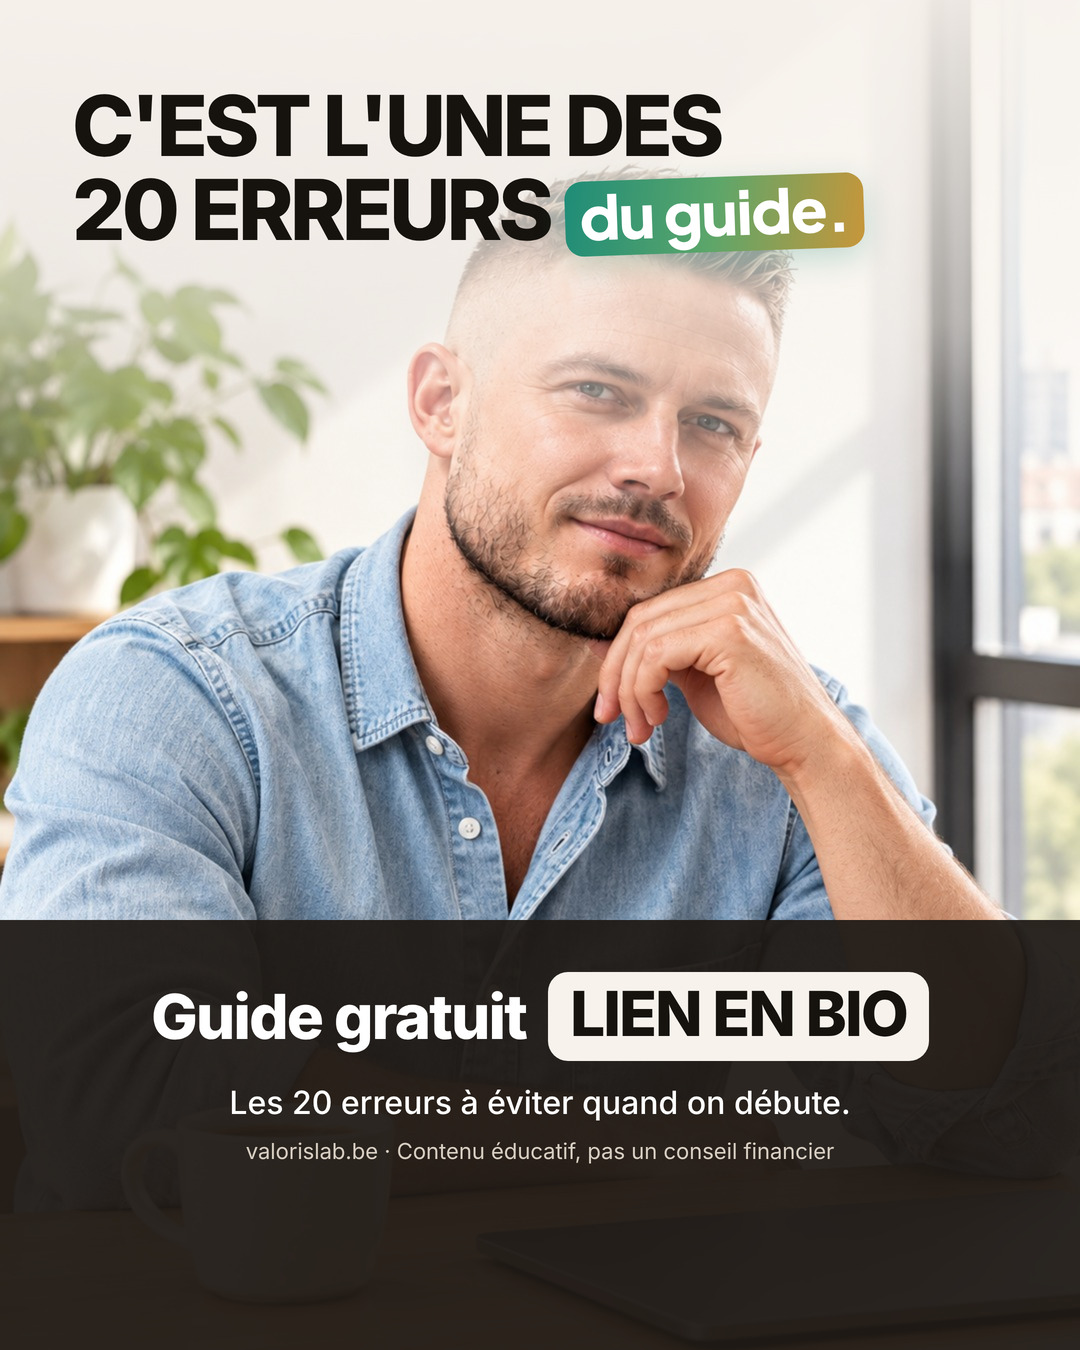 C'EST L'UNE DES
20 ERREURS du guide.
Guide gratuit LIEN EN BIO
Les 20 erreurs à éviter quand on débute.
valorislab.be · Contenu éducatif, pas un conseil financier